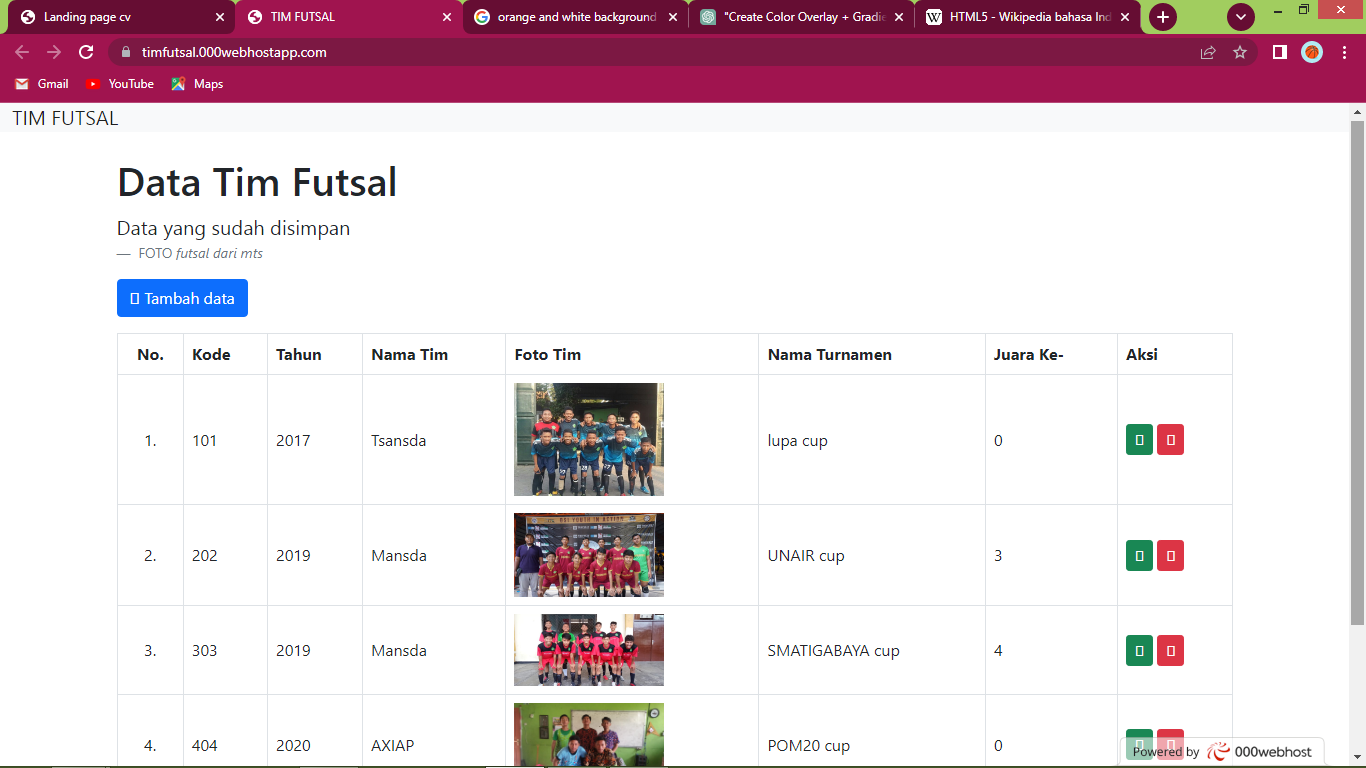 Landing page cv
TIM FUTSAL
orange and white background
"Create Color Overlay + Gradie
HTML5 - Wikipedia bahasa Ind
timfutsal.000webhostapp.com
Gmail YouTube Maps
TIM FUTSAL
Data Tim Futsal
Data yang sudah disimpan
— FOTO futsal dari mts
Tambah data
No. Kode Tahun Nama Tim Foto Tim Nama Turnamen Juara Ke- Aksi
1. 101 2017 Tsansda lupa cup 0
2. 202 2019 Mansda UNAIR cup 3
3. 303 2019 Mansda SMATIGABAYA cup 4
4. 404 2020 AXIAP POM20 cup 0
Powered by 000webhost